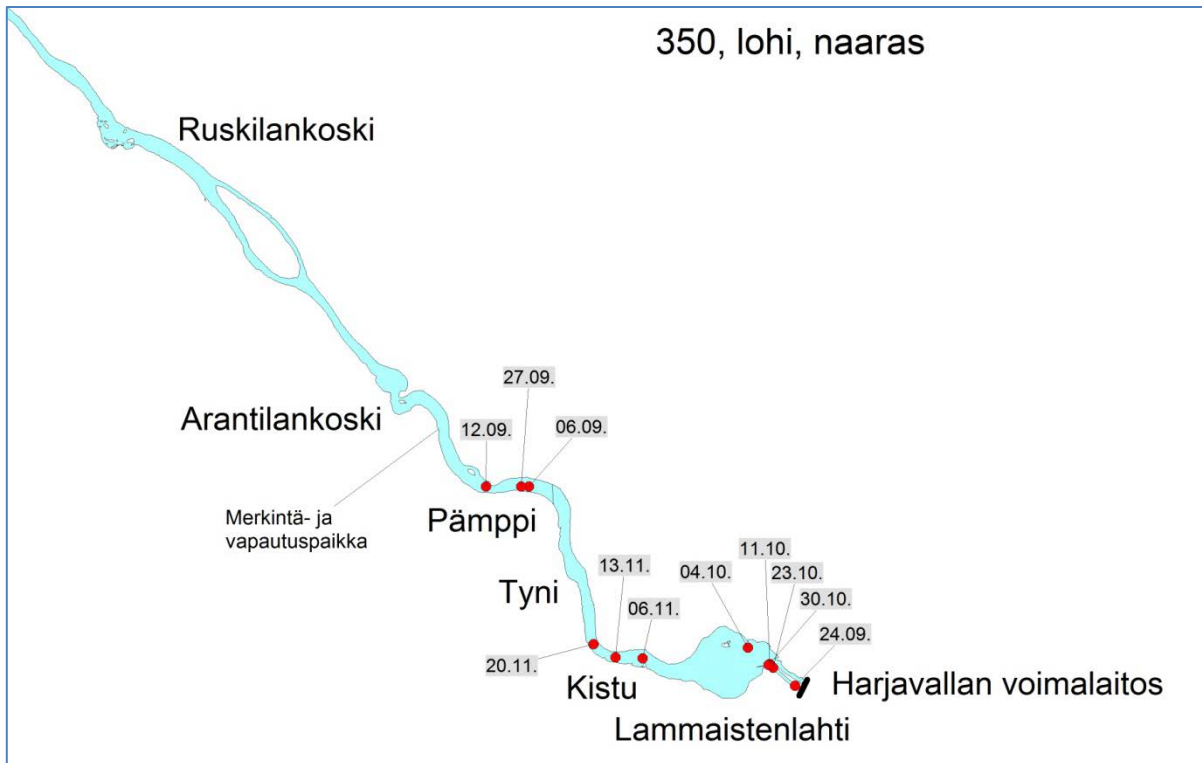 350, lohi, naaras
Ruskilankoski
27.09.
Arantilankoski
12.09.
06.09.
Merkintä- ja
vapautuspaikka
Pämppi
11.10.
04.10.
23.10.
13.11.
Tyni
30.10.
06.11.
24.09.
20.11.
Kistu
Harjavallan voimalaitos
Lammaistenlahti